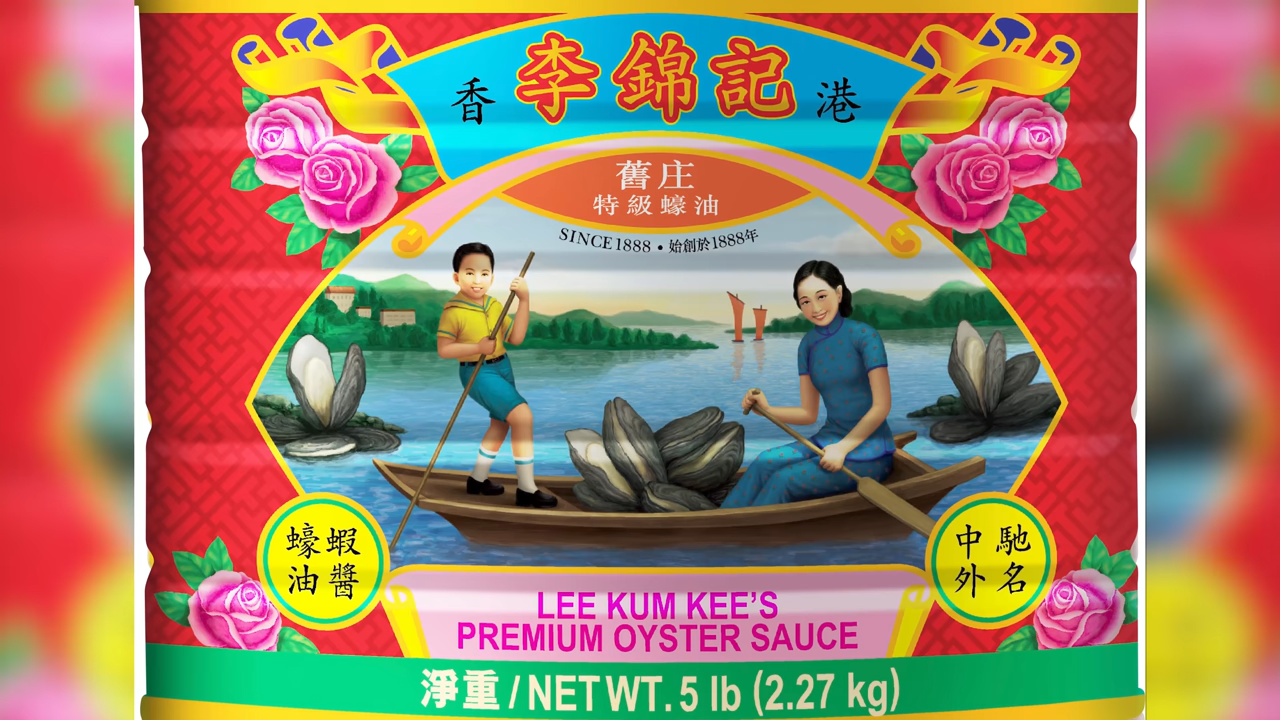 香 李錦記 港
舊庄
特級蠔油
SINCE 1888 • 始創於1888年
蠔蝦
油醬
中馳
外名
LEE KUM KEE'S
PREMIUM OYSTER SAUCE
淨重 / NET WT. 5 lb (2.27 kg)